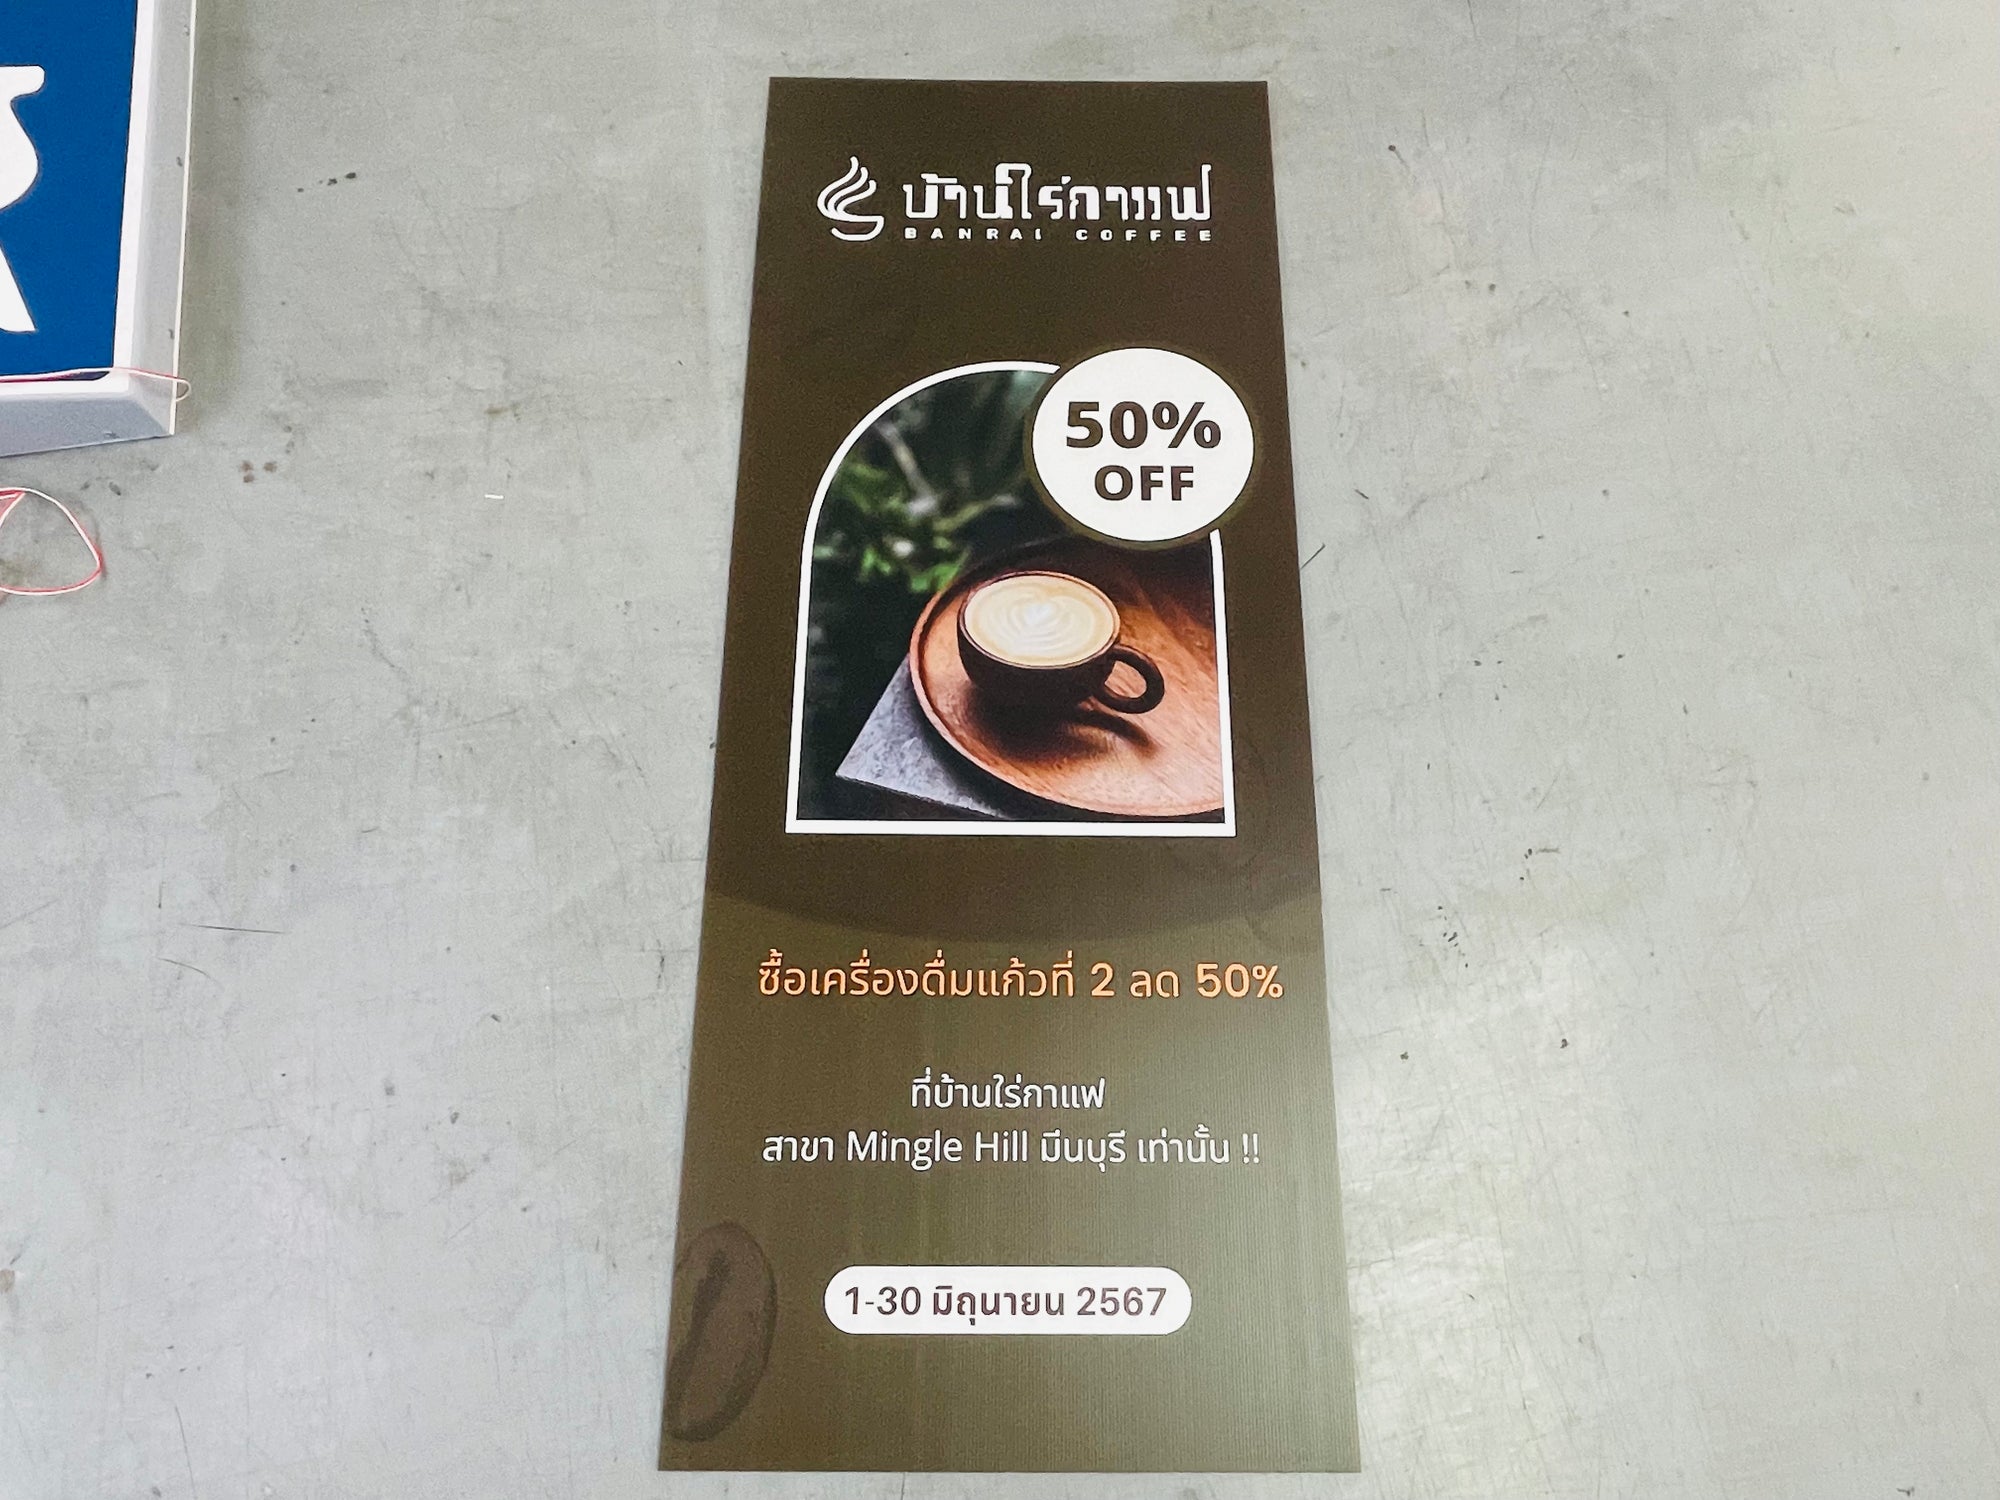 บ้านไร่กาแฟ
BANRAI COFFEE
50%
OFF
ซื้อเครื่องดื่มแก้วที่ 2 ลด 50%
ที่บ้านไร่กาแฟ
สาขา Mingle Hill มีนบุรี เท่านั้น !!
1-30 มิถุนายน 2567